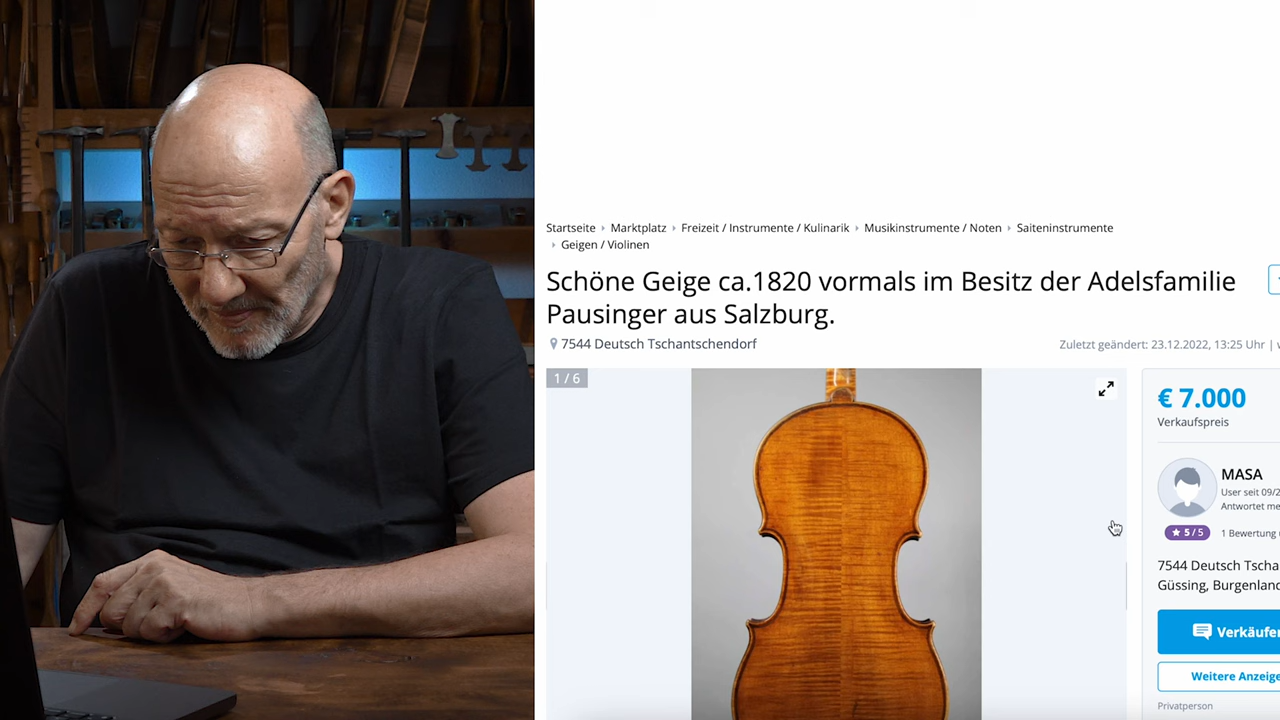 Startseite › Marktplatz › Freizeit / Instrumente / Kulinarik › Musikinstrumente / Noten › Saiteninstrumente
› Geigen / Violinen
Schöne Geige ca.1820 vormals im Besitz der Adelsfamilie
Pausinger aus Salzburg.
7544 Deutsch Tschantschendorf
Zuletzt geändert: 23.12.2022, 13:25 Uhr |
1 / 6
€ 7.000
Verkaufspreis
MASA
User seit 09/2
Antwortet me
★ 5 / 5
1 Bewertung
7544 Deutsch Tscha
Güssing, Burgenland
Verkäufer
Weitere Anzeige
Privatperson